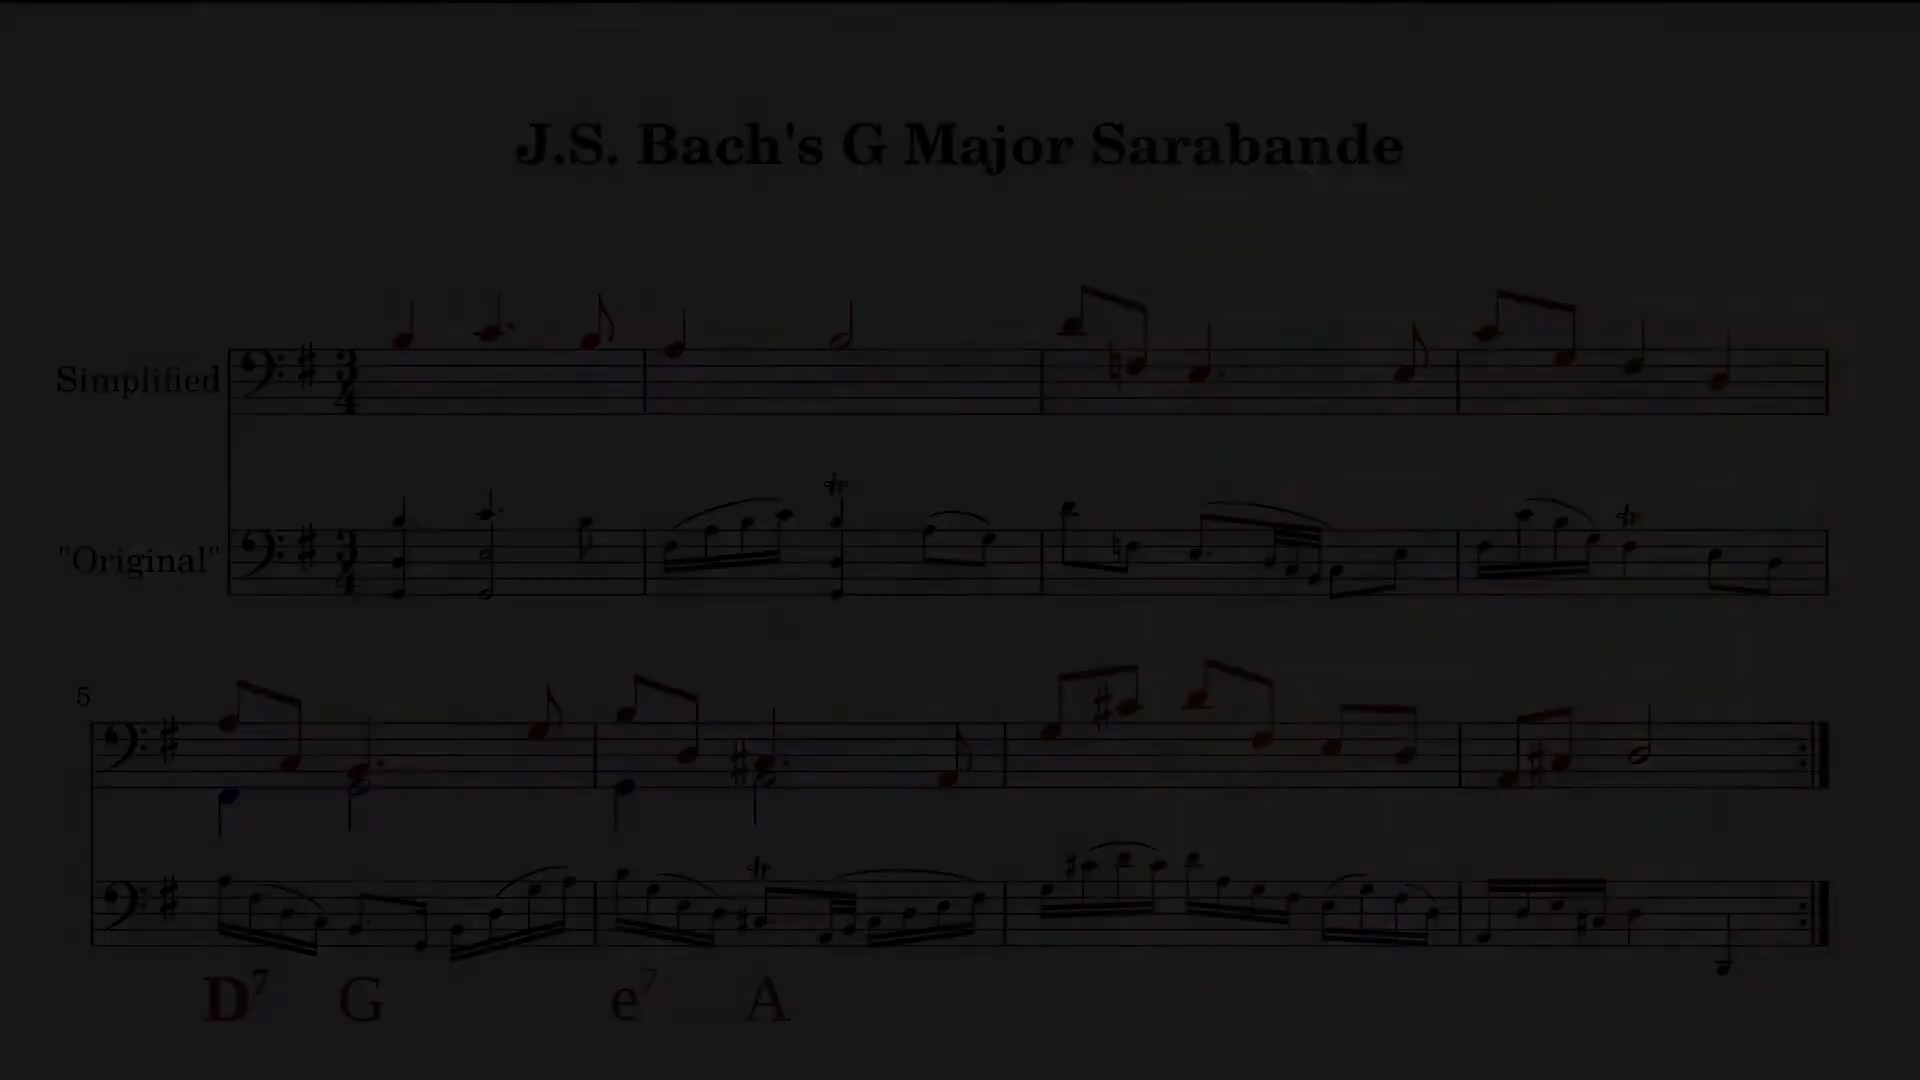 J.S. Bach's G Major Sarabande
Simplified
"Original"
5
D7 G e7 A